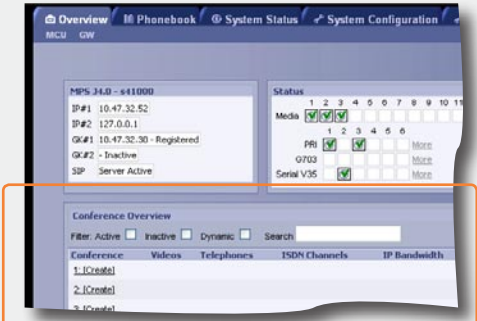 Overview Phonebook System Status System Configuration
MCU GW
MPS J4.0 - s41000
IP#1 10.47.32.52
IP#2 127.0.0.1
GK#1 10.47.32.30 - Registered
GK#2 - Inactive
SIP Server Active
Status
1 2 3 4 5 6 7 8 9 10 11
Media
1 2 3 4 5 6
PRI More
G703 More
Serial V35 More
Conference Overview
Filter: Active Inactive Dynamic Search
Conference Videos Telephones ISDN Channels IP Bandwidth
1: [Create]
2: [Create]
3: [Create]